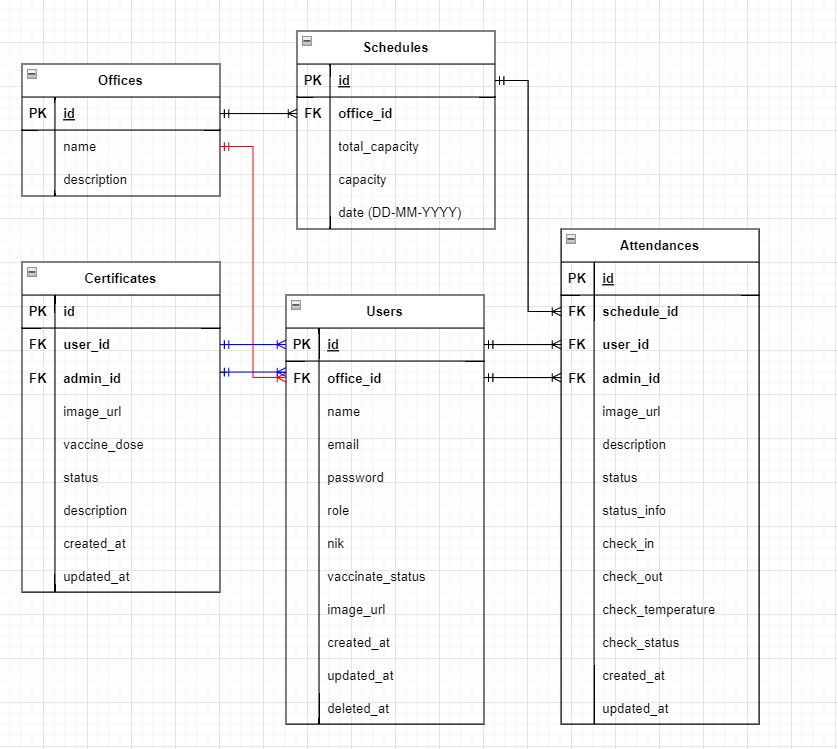 Offices
PK id
name
description
Schedules
PK id
FK office_id
total_capacity
capacity
date (DD-MM-YYYY)
Certificates
PK id
FK user_id
FK admin_id
image_url
vaccine_dose
status
description
created_at
updated_at
Users
PK id
FK office_id
name
email
password
role
nik
vaccinate_status
image_url
created_at
updated_at
deleted_at
Attendances
PK id
FK schedule_id
FK user_id
FK admin_id
image_url
description
status
status_info
check_in
check_out
check_temperature
check_status
created_at
updated_at